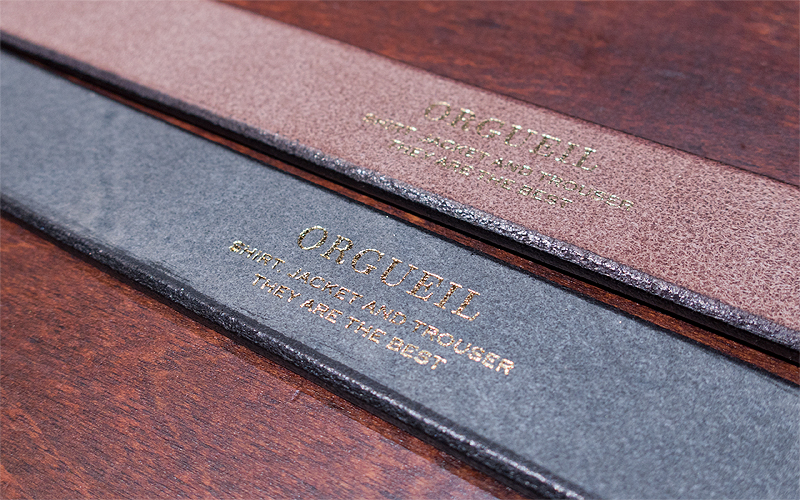 ORGUEIL
SHIRT, JACKET AND TROUSER
THEY ARE THE BEST
ORGUEIL
SHIRT, JACKET AND TROUSER
THEY ARE THE BEST